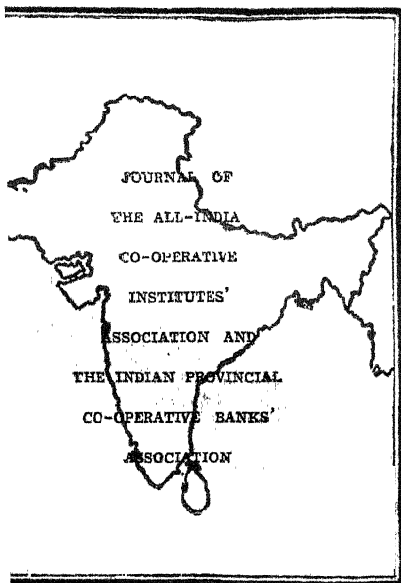 JOURNAL OF
THE ALL-INDIA
CO-OPERATIVE
INSTITUTES'
ASSOCIATION AND
THE INDIAN PROVINCIAL
CO-OPERATIVE BANKS'
ASSOCIATION